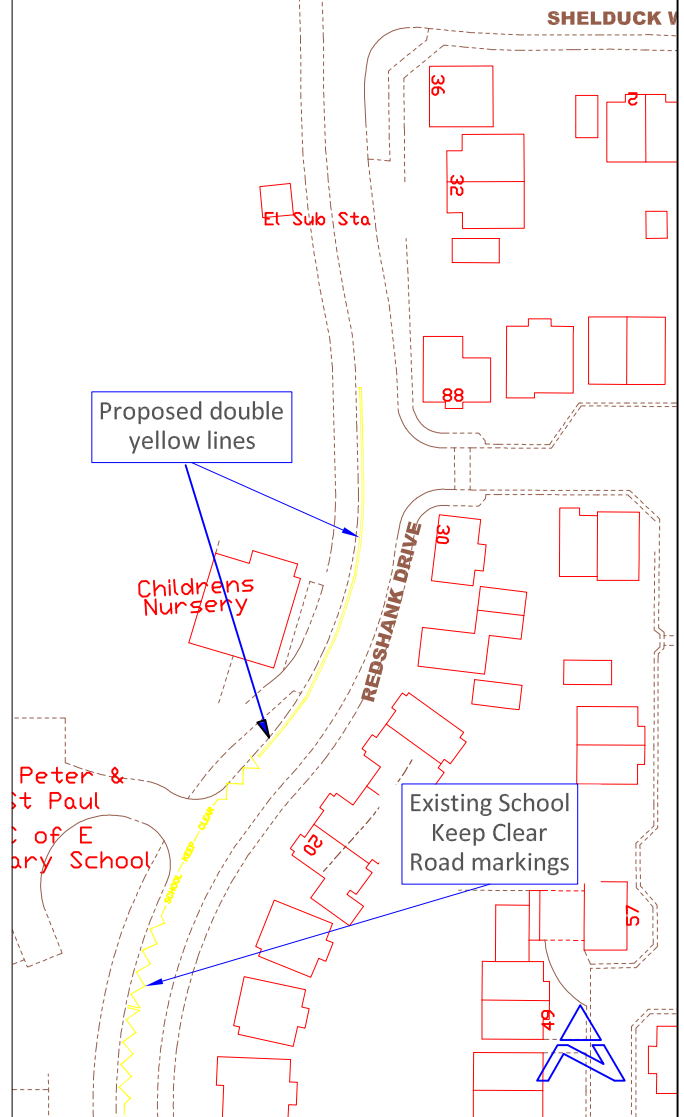 SHELDUCK W
36
2
32
El Sub Sta
88
Proposed double
yellow lines
30
REDSHANK DRIVE
Childrens
Nursery
Peter &
St Paul
C of E
ary School
SCHOOL KEEP CLEAR
Existing School
Keep Clear
Road markings
20
57
49